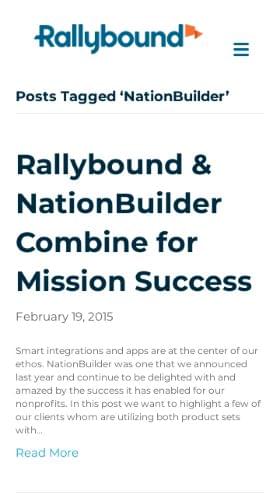 Rallybound
Posts Tagged ‘NationBuilder’
Rallybound &
NationBuilder
Combine for
Mission Success
February 19, 2015
Smart integrations and apps are at the center of our
ethos. NationBuilder was one that we announced
last year and continue to be delighted with and
amazed by the success it has enabled for our
nonprofits. In this post we want to highlight a few of
our clients whom are utilizing both product sets
with...
Read More